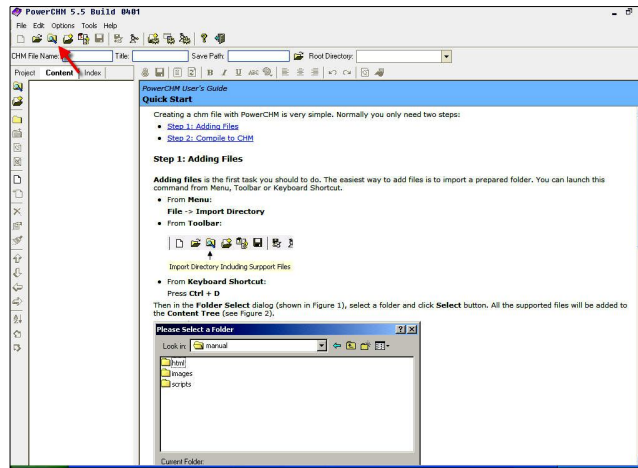 PowerCHM 5.5 Build 0401
File Edit Options Tools Help
CHM File Name: Title: Save Path: Root Directory:
Project Content Index
B I U ABC
PowerCHM User's Guide
Quick Start
Creating a chm file with PowerCHM is very simple. Normally you only need two steps:
Step 1: Adding Files
Step 2: Compile to CHM
Step 1: Adding Files
Adding files is the first task you should to do. The easiest way to add files is to import a prepared folder. You can launch this
command from Menu, Toolbar or Keyboard Shortcut.
From Menu:
File -> Import Directory
From Toolbar:
Import Directory Including Surpport Files
From Keyboard Shortcut:
Press Ctrl + D
Then in the Folder Select dialog (shown in Figure 1), select a folder and click Select button. All the supported files will be added to
the Content Tree (see Figure 2).
Please Select a Folder
Look in: manual
html
images
scripts
Current Folder: